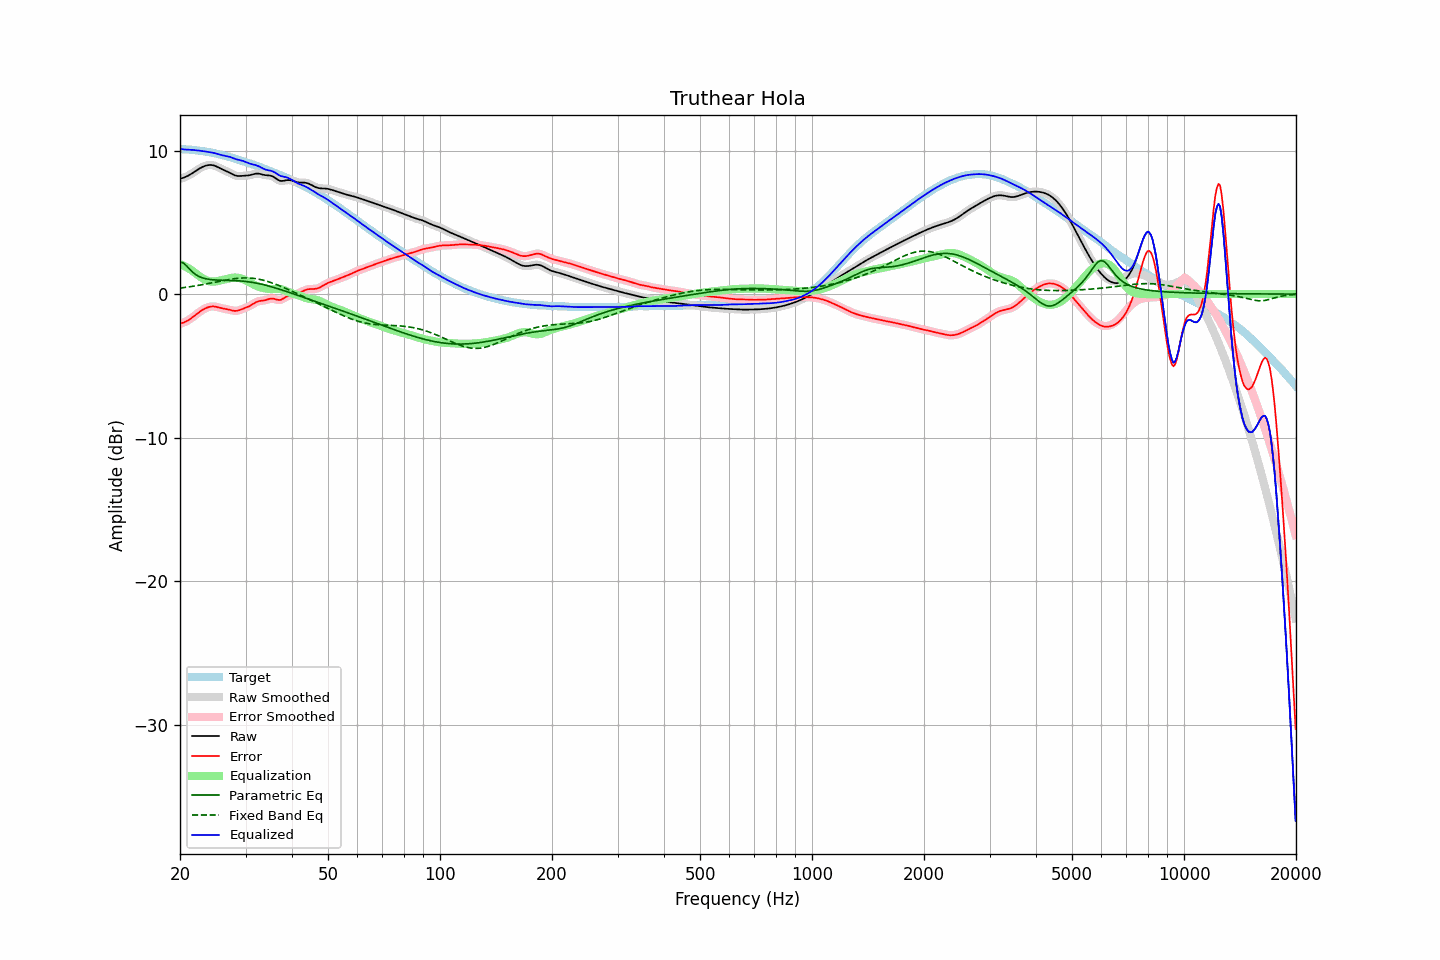 Truthear Hola
10
0
−10
−20
−30
Amplitude (dBr)
Target
Raw Smoothed
Error Smoothed
Raw
Error
Equalization
Parametric Eq
Fixed Band Eq
Equalized
20 50 100 200 500 1000 2000 5000 10000 20000
Frequency (Hz)